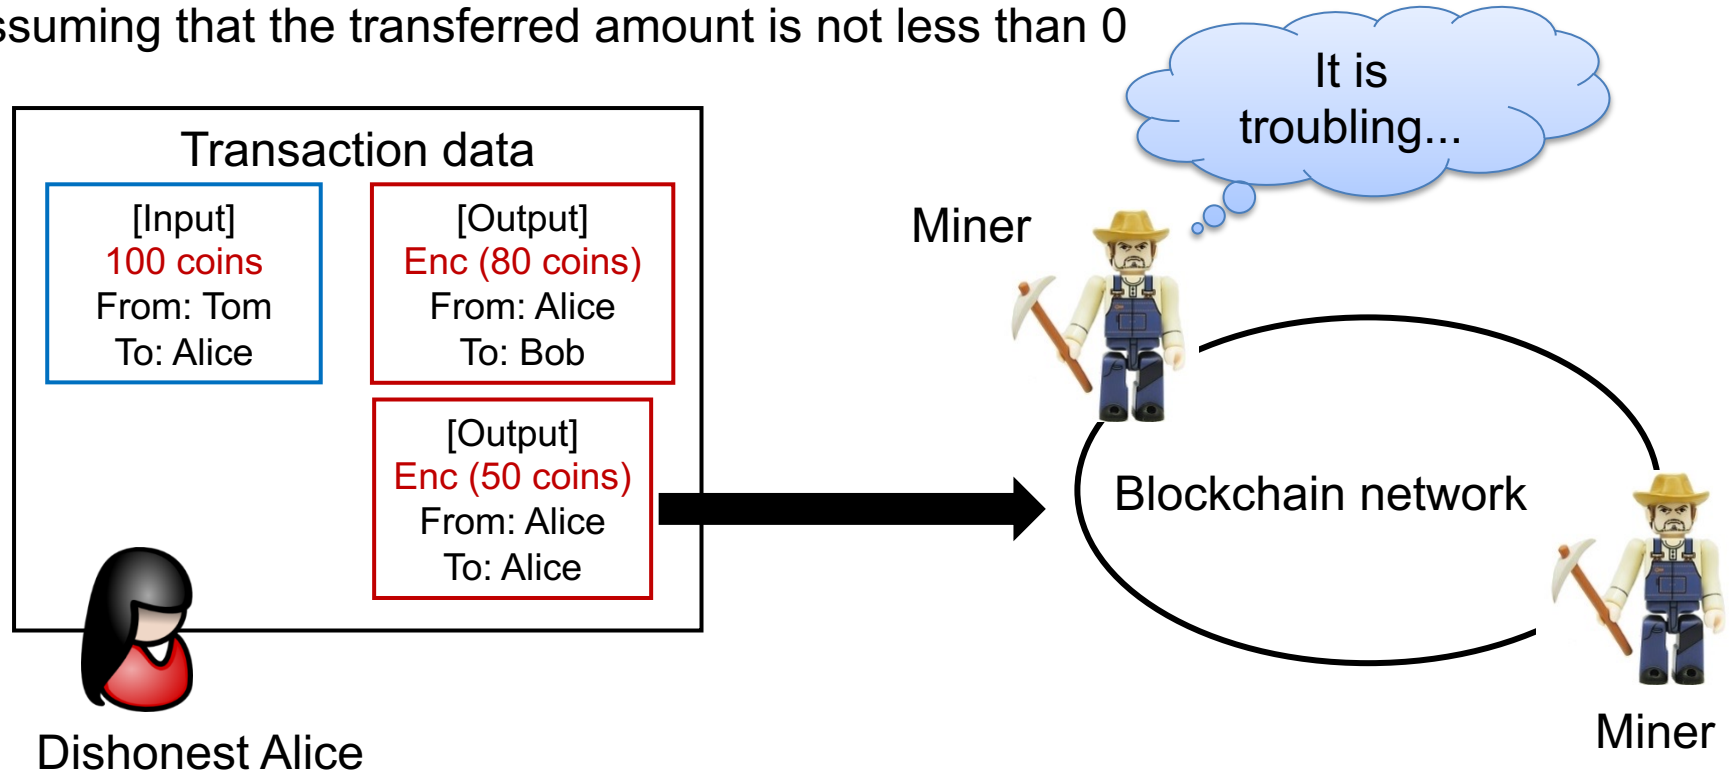 ssuming that the transferred amount is not less than 0
It is
troubling...
Transaction data
[Input]
100 coins
From: Tom
To: Alice
[Output]
Enc (80 coins)
From: Alice
To: Bob
[Output]
Enc (50 coins)
From: Alice
To: Alice
Miner
Blockchain network
Miner
Dishonest Alice